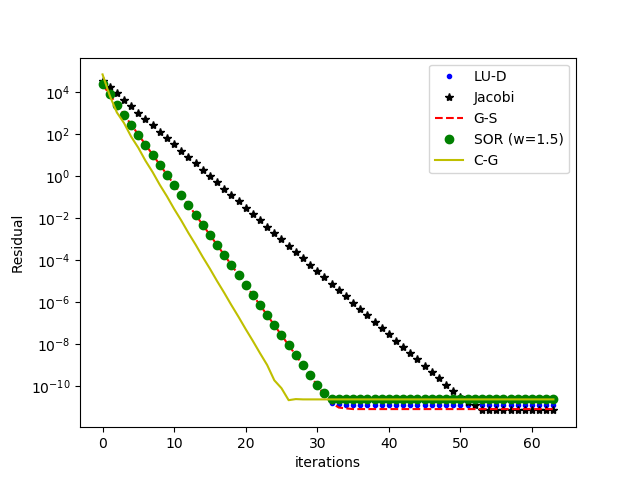 10^4
10^2
10^0
10^−2
10^−4
10^−6
10^−8
10^−10
Residual
0 10 20 30 40 50 60
iterations
LU-D
Jacobi
G-S
SOR (w=1.5)
C-G